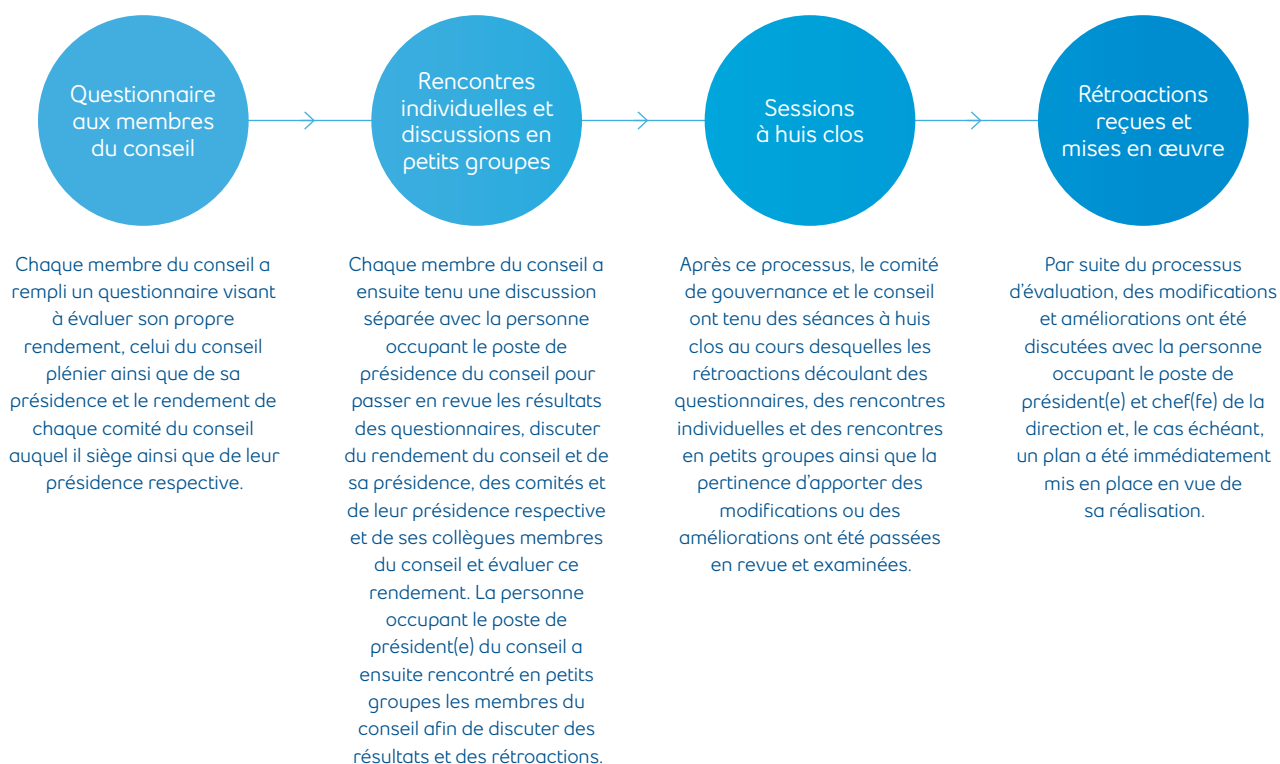 Questionnaire
aux membres
du conseil
Rencontres
individuelles et
discussions en
petits groupes
Sessions
à huis clos
Rétroactions
reçues et
mises en œuvre
Chaque membre du conseil a
rempli un questionnaire visant
à évaluer son propre
rendement, celui du conseil
plénier ainsi que de sa
présidence et le rendement de
chaque comité du conseil
auquel il siège ainsi que de leur
présidence respective.
Chaque membre du conseil a
ensuite tenu une discussion
séparée avec la personne
occupant le poste de
présidence du conseil pour
passer en revue les résultats
des questionnaires, discuter
du rendement du conseil et de
sa présidence, des comités et
de leur présidence respective
et de ses collègues membres
du conseil et évaluer ce
rendement. La personne
occupant le poste de
président(e) du conseil a
ensuite rencontré en petits
groupes les membres du
conseil afin de discuter des
résultats et des rétroactions.
Après ce processus, le comité
de gouvernance et le conseil
ont tenu des séances à huis
clos au cours desquelles les
rétroactions découlant des
questionnaires, des rencontres
individuelles et des rencontres
en petits groupes ainsi que la
pertinence d'apporter des
modifications ou des
améliorations ont été passées
en revue et examinées.
Par suite du processus
d'évaluation, des modifications
et améliorations ont été
discutées avec la personne
occupant le poste de
président(e) et chef(fe) de la
direction et, le cas échéant,
un plan a été immédiatement
mis en place en vue de
sa réalisation.